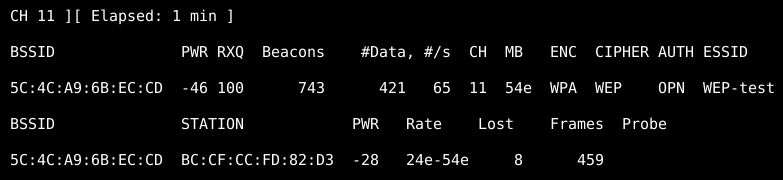 CH 11 ][ Elapsed: 1 min ]
BSSID PWR RXQ Beacons #Data, #/s CH MB ENC CIPHER AUTH ESSID
5C:4C:A9:6B:EC:CD -46 100 743 421 65 11 54e WPA WEP OPN WEP-test
BSSID STATION PWR Rate Lost Frames Probe
5C:4C:A9:6B:EC:CD BC:CF:CC:FD:82:D3 -28 24e-54e 8 459